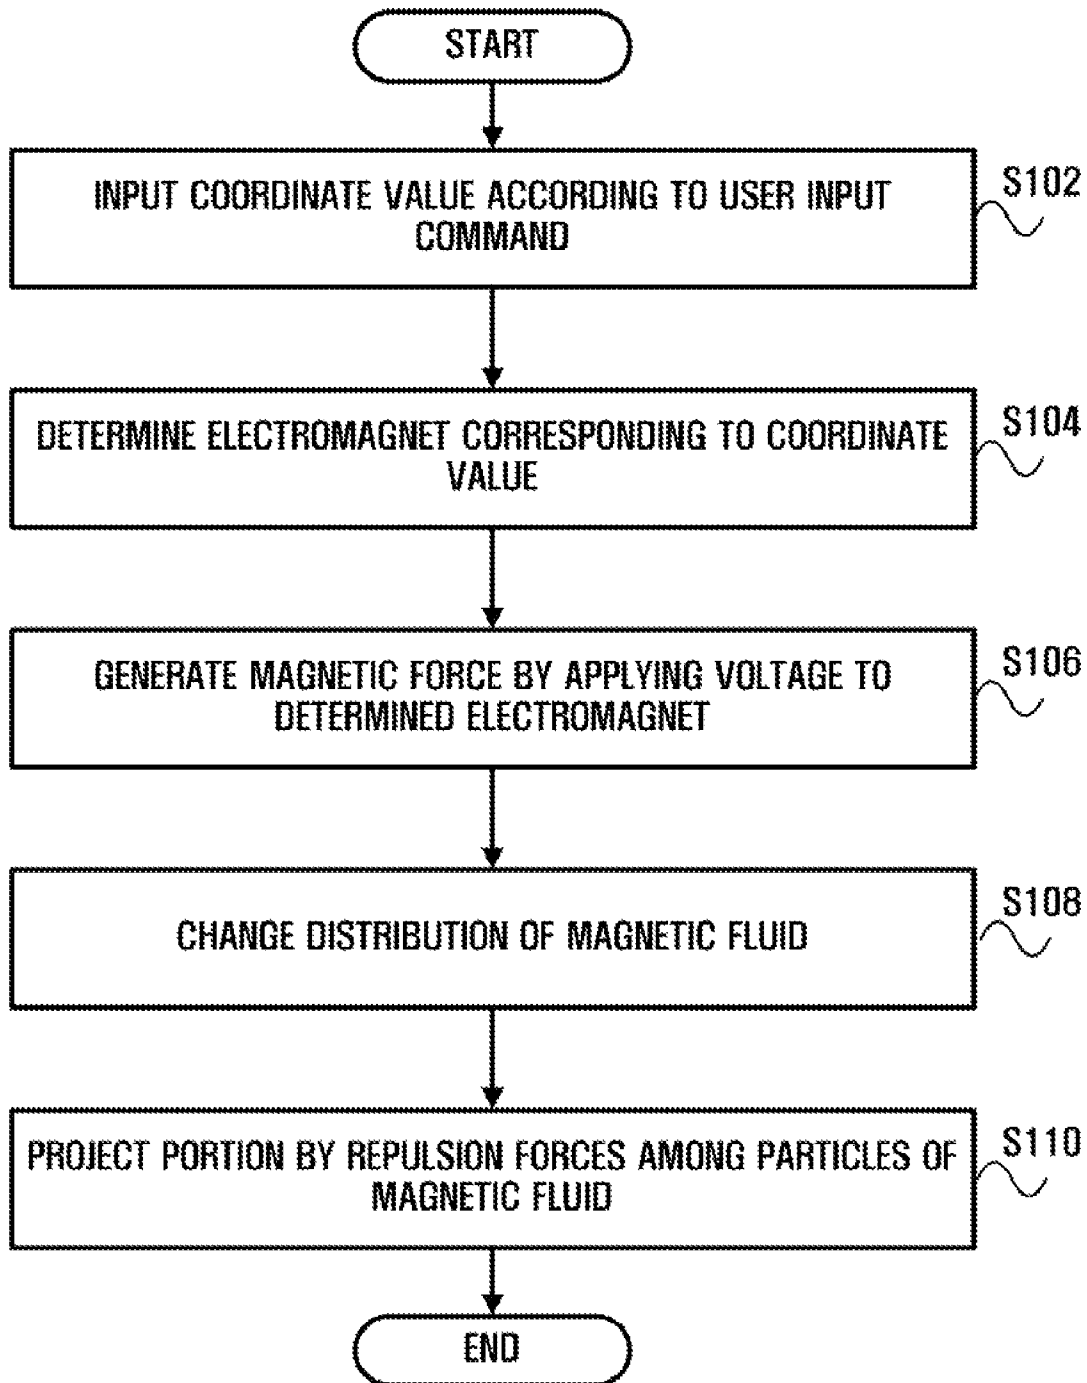 START
INPUT COORDINATE VALUE ACCORDING TO USER INPUT
COMMAND
S102
DETERMINE ELECTROMAGNET CORRESPONDING TO COORDINATE
VALUE
S104
GENERATE MAGNETIC FORCE BY APPLYING VOLTAGE TO
DETERMINED ELECTROMAGNET
S106
CHANGE DISTRIBUTION OF MAGNETIC FLUID
S108
PROJECT PORTION BY REPULSION FORCES AMONG PARTICLES OF
MAGNETIC FLUID
S110
END